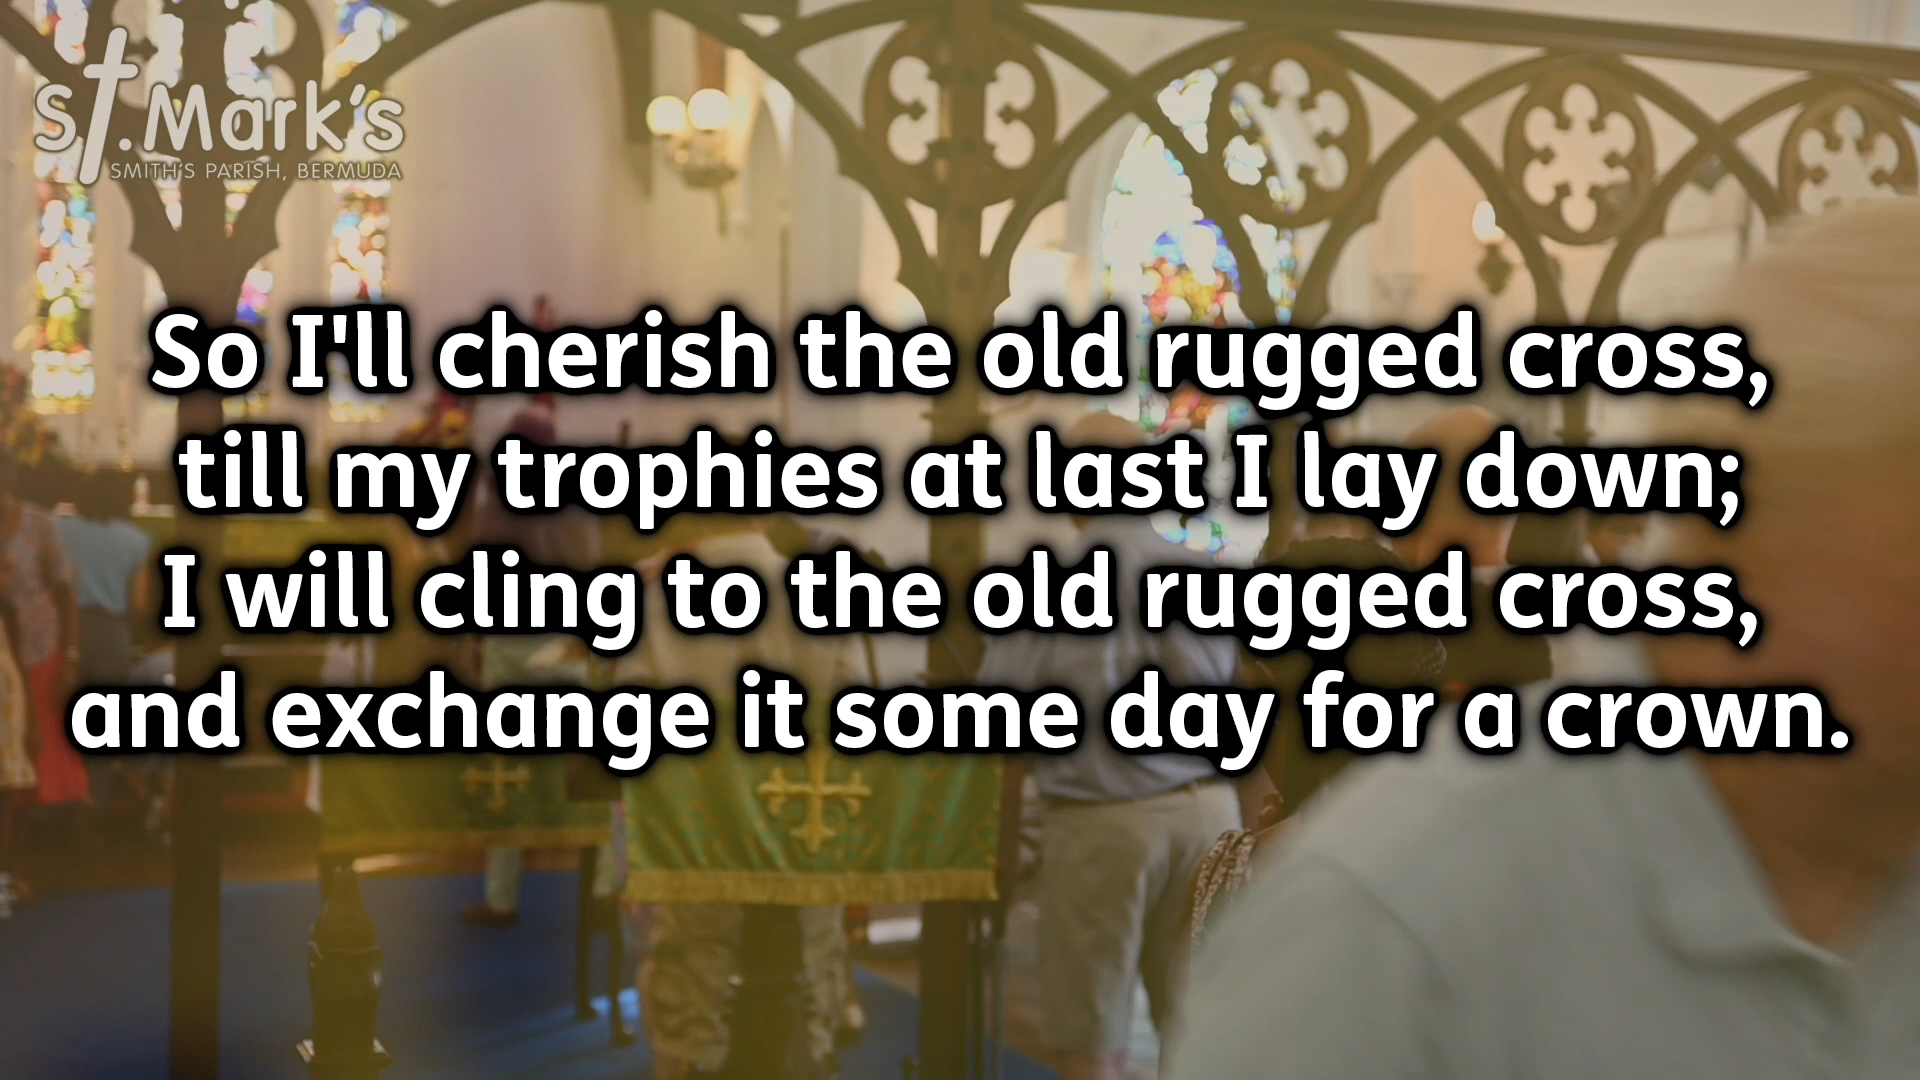 St. Mark's
SMITH'S PARISH, BERMUDA
So I'll cherish the old rugged cross,
till my trophies at last I lay down;
I will cling to the old rugged cross,
and exchange it some day for a crown.